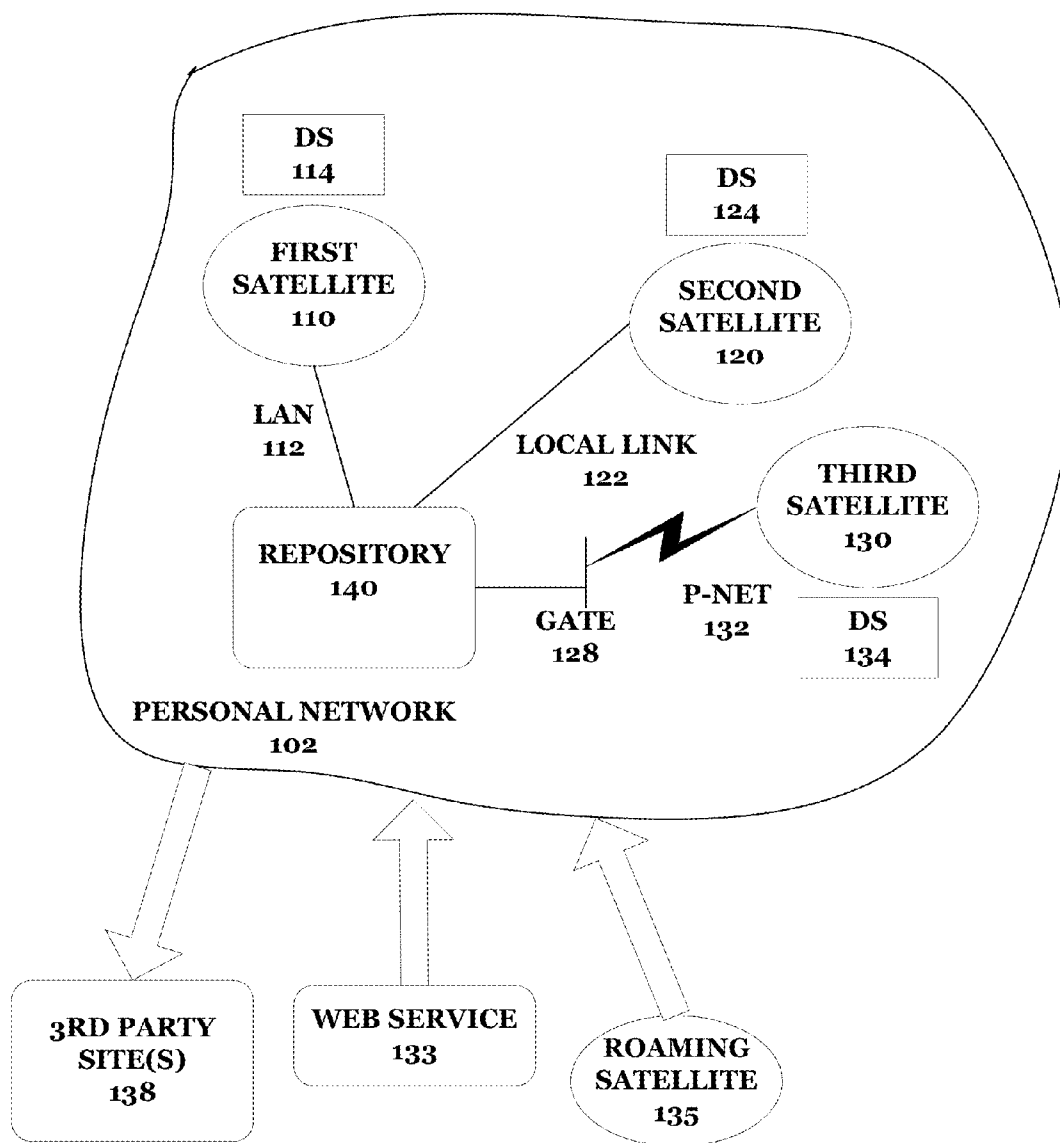 DS
114
FIRST
SATELLITE
110
DS
124
SECOND
SATELLITE
120
LAN
112
LOCAL LINK
122
THIRD
SATELLITE
130
REPOSITORY
140
GATE
128
P-NET
132
DS
134
PERSONAL NETWORK
102
3RD PARTY
SITE(S)
138
WEB SERVICE
133
ROAMING
SATELLITE
135